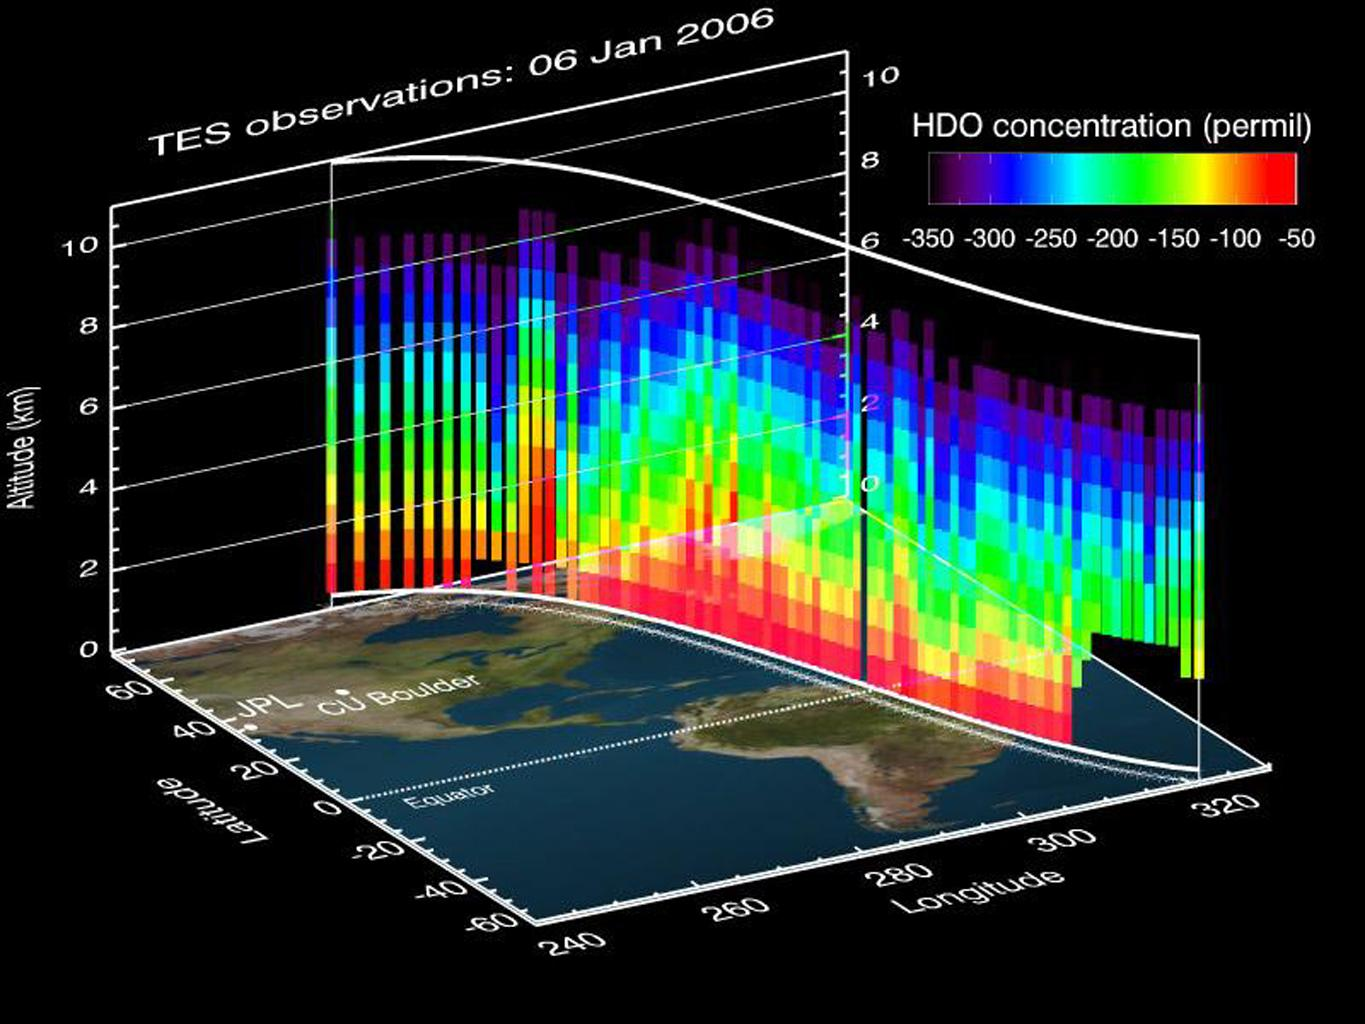 TES observations: 06 Jan 2006
HDO concentration (permil)
-350 -300 -250 -200 -150 -100 -50
10
8
6
4
2
0
Altitude (km)
10
8
6
4
2
0
60
40
20
0
-20
-40
-60
Latitude
JPL
CU Boulder
Equator
240
260
280
300
320
Longitude